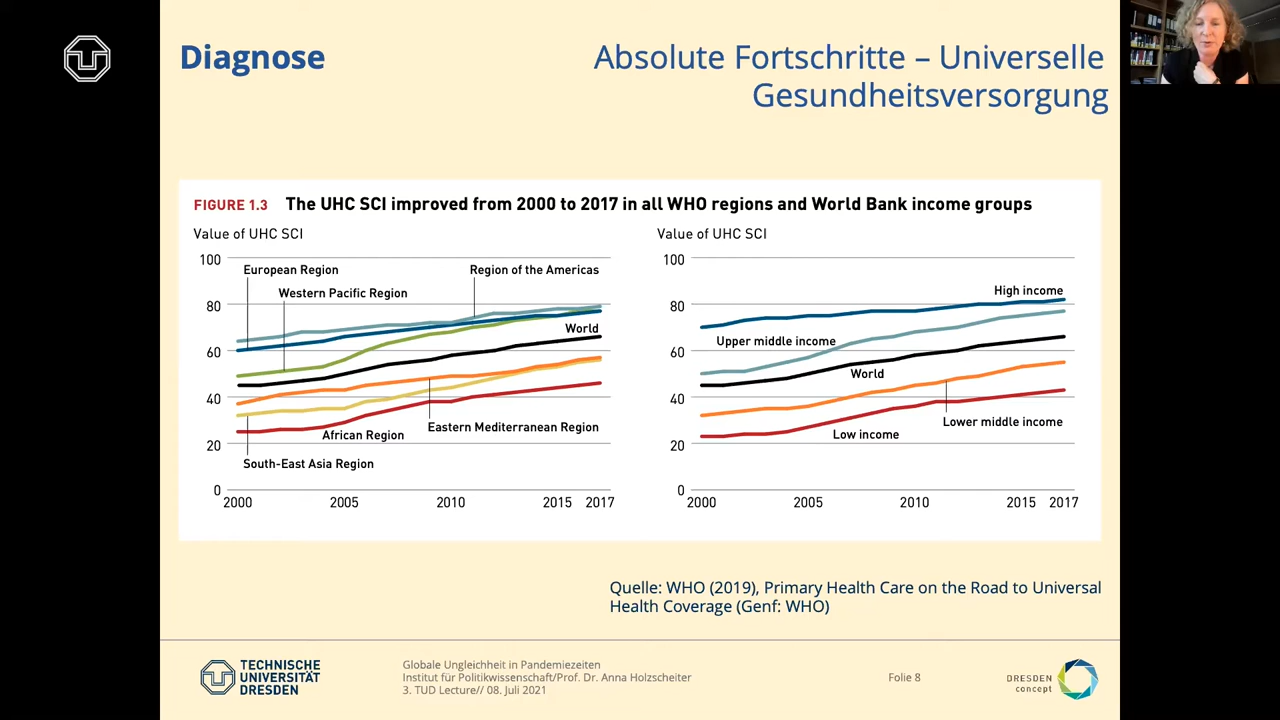 Diagnose
Absolute Fortschritte – Universelle
Gesundheitsversorgung
FIGURE 1.3 The UHC SCI improved from 2000 to 2017 in all WHO regions and World Bank income groups
Value of UHC SCI
100
80
60
40
20
0
European Region
Western Pacific Region
Region of the Americas
World
Eastern Mediterranean Region
African Region
South-East Asia Region
2000 2005 2010 2015 2017
Value of UHC SCI
100
80
60
40
20
0
High income
Upper middle income
World
Lower middle income
Low income
2000 2005 2010 2015 2017
Quelle: WHO (2019), Primary Health Care on the Road to Universal
Health Coverage (Genf: WHO)
TECHNISCHE
UNIVERSITÄT
DRESDEN
Globale Ungleichheit in Pandemiezeiten
Institut für Politikwissenschaft/Prof. Dr. Anna Holzscheiter
3. TUD Lecture// 08. Juli 2021
Folie 8
DRESDEN
concept